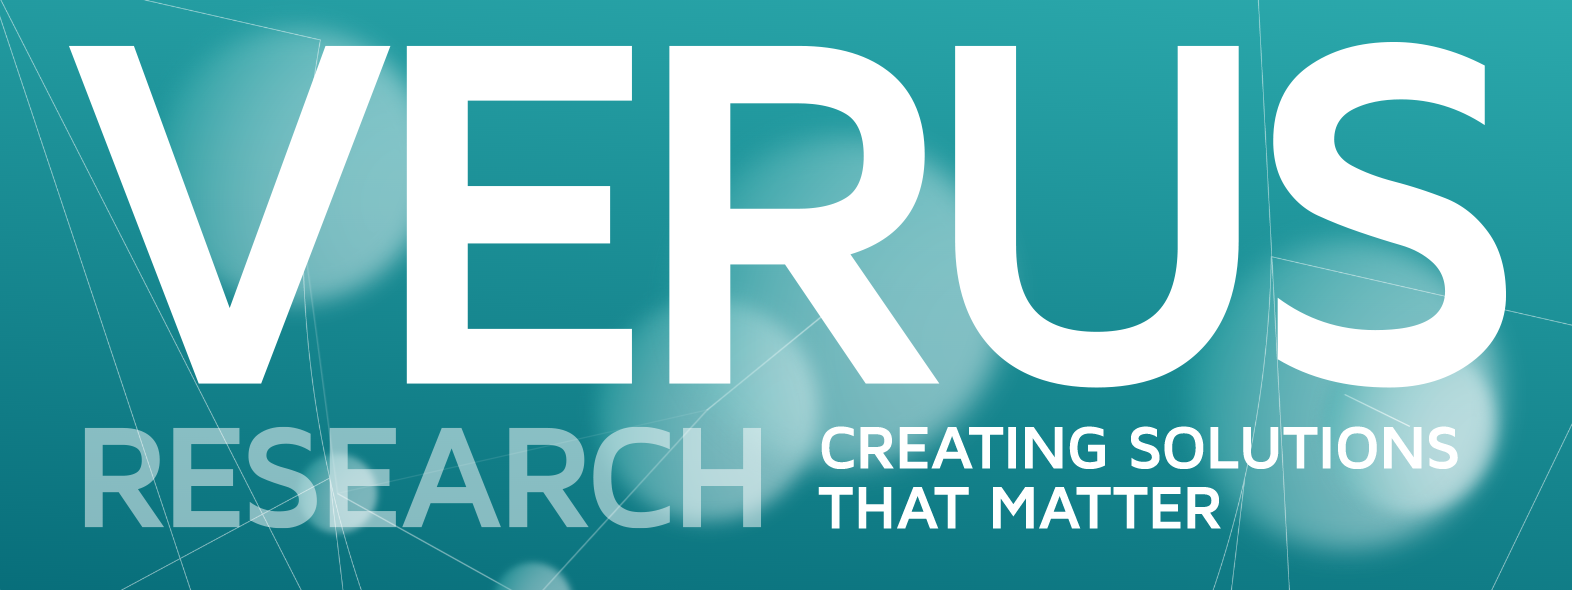 VERUS
RESEARCH
CREATING SOLUTIONS
THAT MATTER